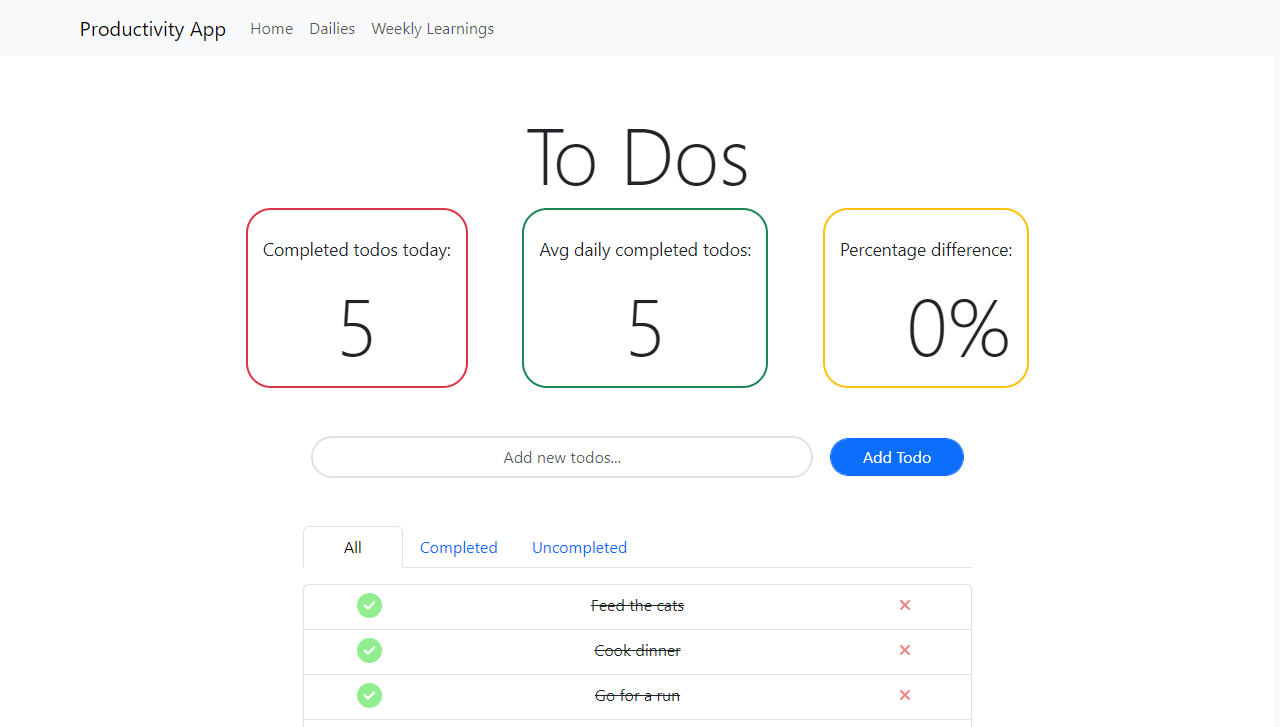 Productivity App Home Dailies Weekly Learnings
To Dos
Completed todos today:
5
Avg daily completed todos:
5
Percentage difference:
0%
Add new todos...
Add Todo
All Completed Uncompleted
Feed the cats
Cook dinner
Go for a run